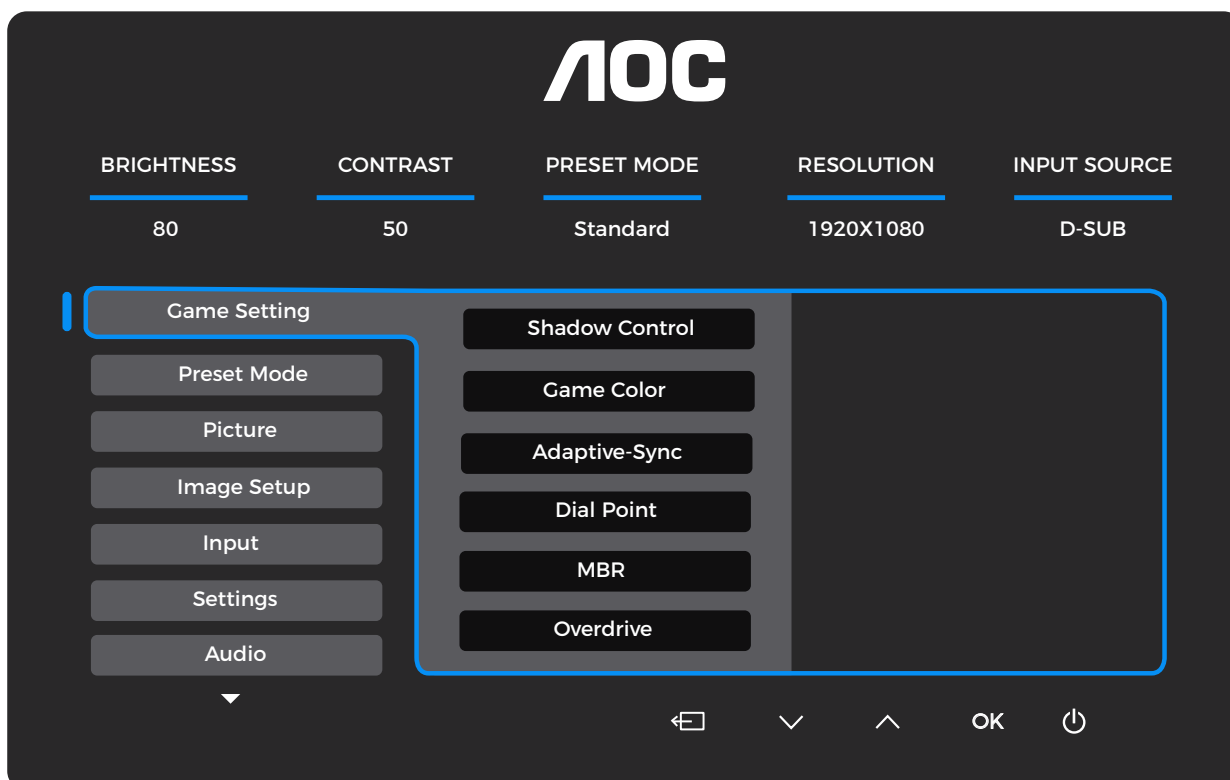 AOC
BRIGHTNESS CONTRAST PRESET MODE RESOLUTION INPUT SOURCE
80 50 Standard 1920X1080 D-SUB
Game Setting
Preset Mode
Picture
Image Setup
Input
Settings
Audio
Shadow Control
Game Color
Adaptive-Sync
Dial Point
MBR
Overdrive
OK